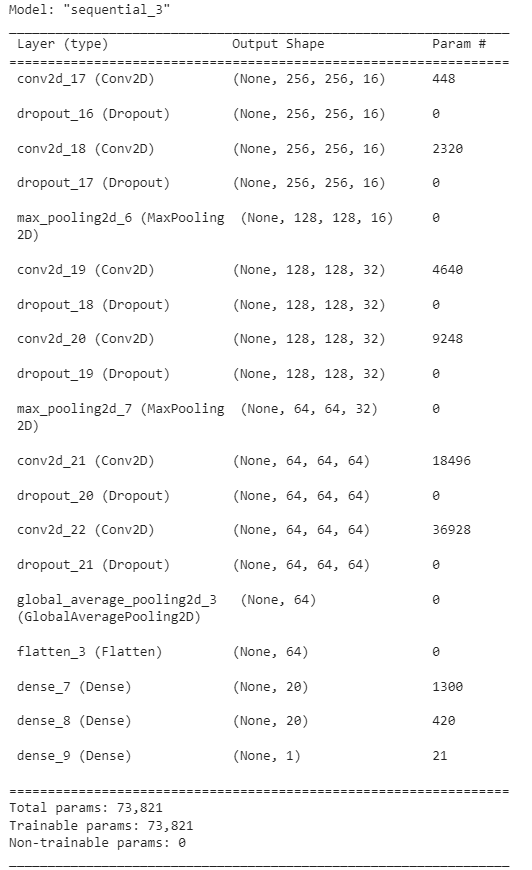 Model: "sequential_3"
Layer (type) Output Shape Param #
conv2d_17 (Conv2D) (None, 256, 256, 16) 448
dropout_16 (Dropout) (None, 256, 256, 16) 0
conv2d_18 (Conv2D) (None, 256, 256, 16) 2320
dropout_17 (Dropout) (None, 256, 256, 16) 0
max_pooling2d_6 (MaxPooling (None, 128, 128, 16) 0
2D)
conv2d_19 (Conv2D) (None, 128, 128, 32) 4640
dropout_18 (Dropout) (None, 128, 128, 32) 0
conv2d_20 (Conv2D) (None, 128, 128, 32) 9248
dropout_19 (Dropout) (None, 128, 128, 32) 0
max_pooling2d_7 (MaxPooling (None, 64, 64, 32) 0
2D)
conv2d_21 (Conv2D) (None, 64, 64, 64) 18496
dropout_20 (Dropout) (None, 64, 64, 64) 0
conv2d_22 (Conv2D) (None, 64, 64, 64) 36928
dropout_21 (Dropout) (None, 64, 64, 64) 0
global_average_pooling2d_3 (None, 64) 0
(GlobalAveragePooling2D)
flatten_3 (Flatten) (None, 64) 0
dense_7 (Dense) (None, 20) 1300
dense_8 (Dense) (None, 20) 420
dense_9 (Dense) (None, 1) 21
Total params: 73,821
Trainable params: 73,821
Non-trainable params: 0